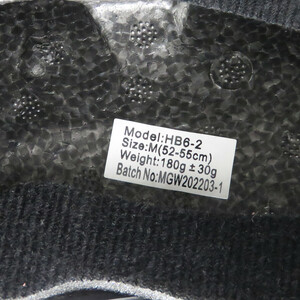 Model:HB6-2
Size:M(52-55cm)
Weight:180g±30g
Batch No:MGW202203-1